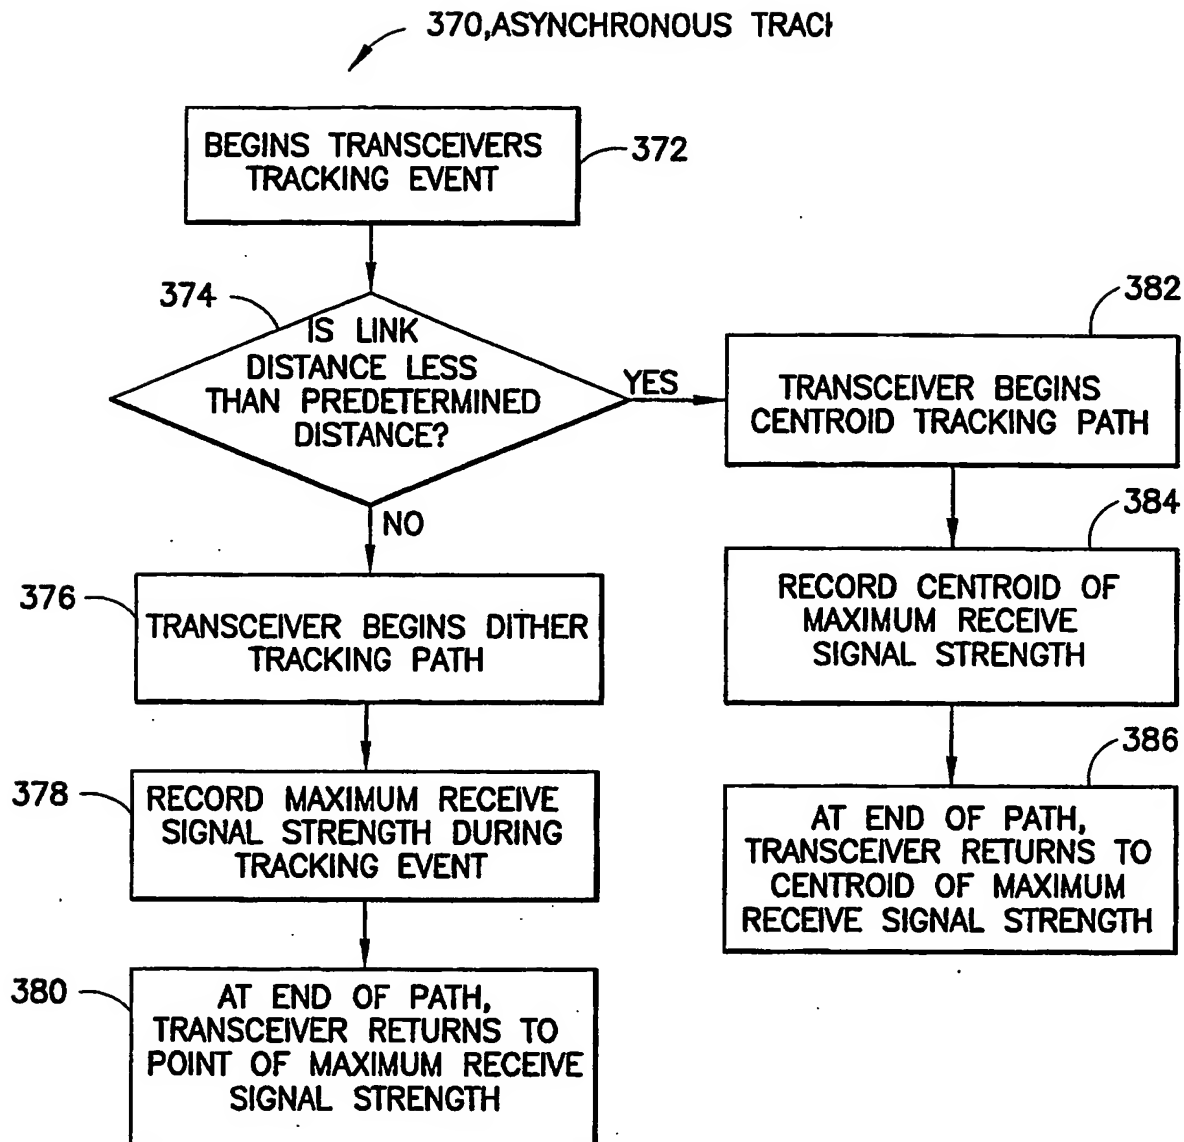 370,ASYNCHRONOUS
BEGINS TRANSCEIVERS
TRACKING EVENT
372
374
IS LINK
DISTANCE LESS
THAN PREDETERMINED
DISTANCE?
YES
NO
376
TRANSCEIVER BEGINS DITHER
TRACKING PATH
378
RECORD MAXIMUM RECEIVE
SIGNAL STRENGTH DURING
TRACKING EVENT
380
AT END OF PATH,
TRANSCEIVER RETURNS TO
POINT OF MAXIMUM RECEIVE
SIGNAL STRENGTH
382
TRANSCEIVER BEGINS
CENTROID TRACKING PATH
384
RECORD CENTROID OF
MAXIMUM RECEIVE
SIGNAL STRENGTH
386
AT END OF PATH,
TRANSCEIVER RETURNS TO
CENTROID OF MAXIMUM
RECEIVE SIGNAL STRENGTH